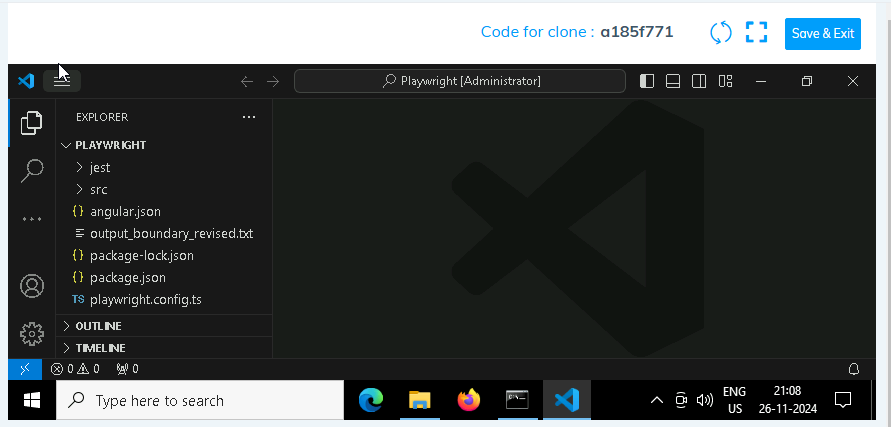 Code for clone : a185f771
Save & Exit
Playwright [Administrator]
EXPLORER
PLAYWRIGHT
jest
src
{} angular.json
output_boundary_revised.txt
{} package-lock.json
{} package.json
TS playwright.config.ts
OUTLINE
TIMELINE
0 0 0
Type here to search
ENG
US
21:08
26-11-2024